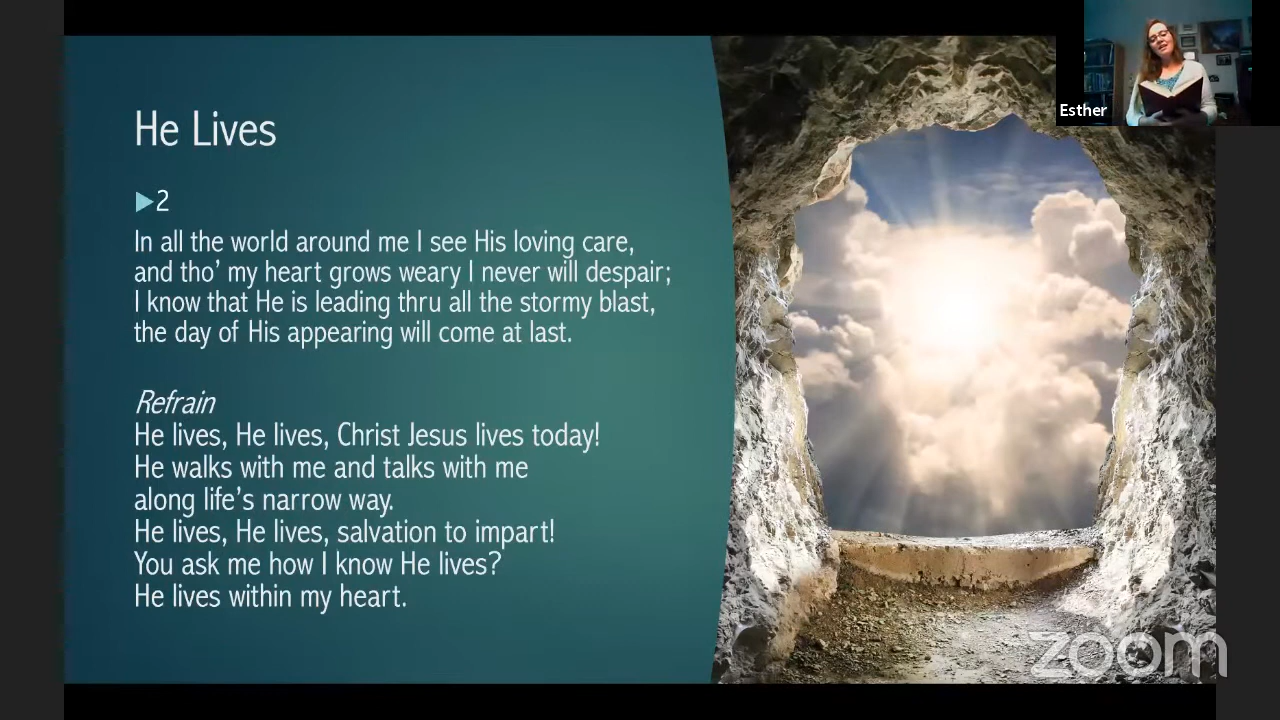 He Lives
2
In all the world around me I see His loving care,
and tho’ my heart grows weary I never will despair;
I know that He is leading thru all the stormy blast,
the day of His appearing will come at last.
Refrain
He lives, He lives, Christ Jesus lives today!
He walks with me and talks with me
along life’s narrow way.
He lives, He lives, salvation to impart!
You ask me how I know He lives?
He lives within my heart.
Esther
zoom